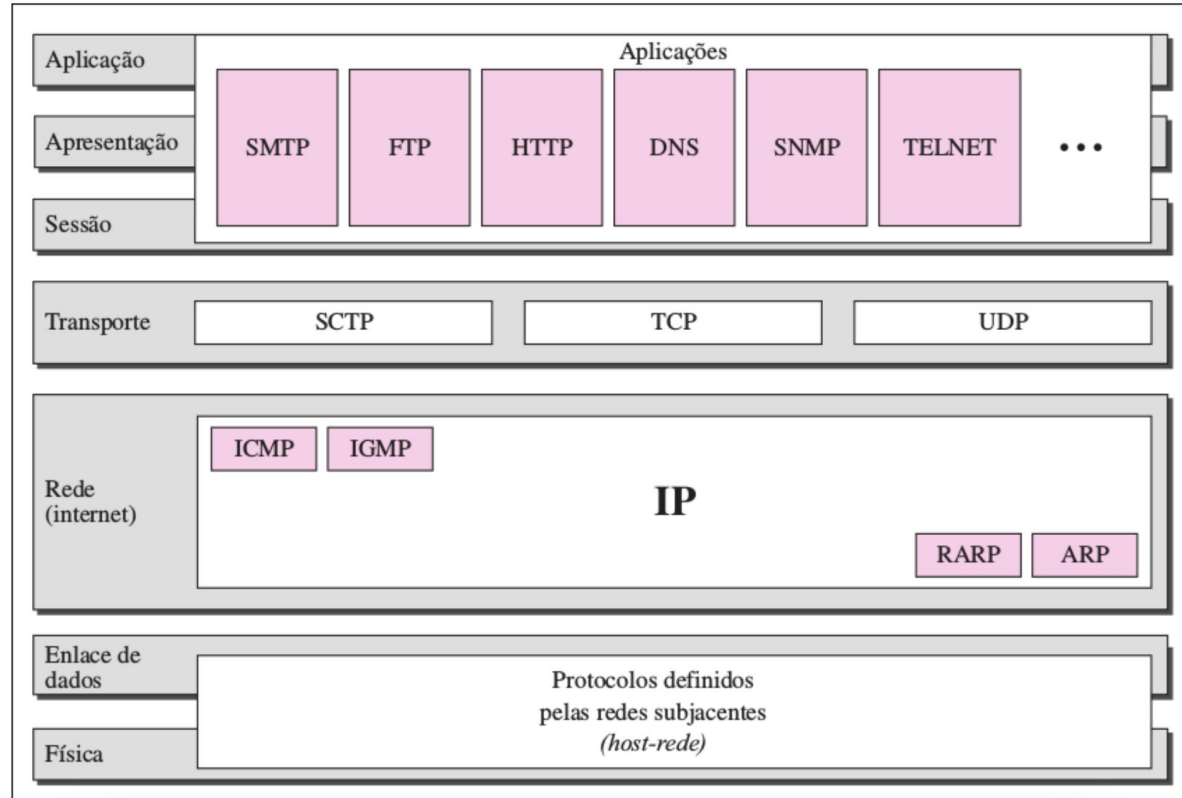 Aplicação
Aplicações
Apresentação
SMTP
FTP
HTTP
DNS
SNMP
TELNET
...
Sessão
Transporte
SCTP
TCP
UDP
Rede
(internet)
ICMP
IGMP
IP
RARP
ARP
Enlace de
dados
Protocolos definidos
pelas redes subjacentes
(host-rede)
Física